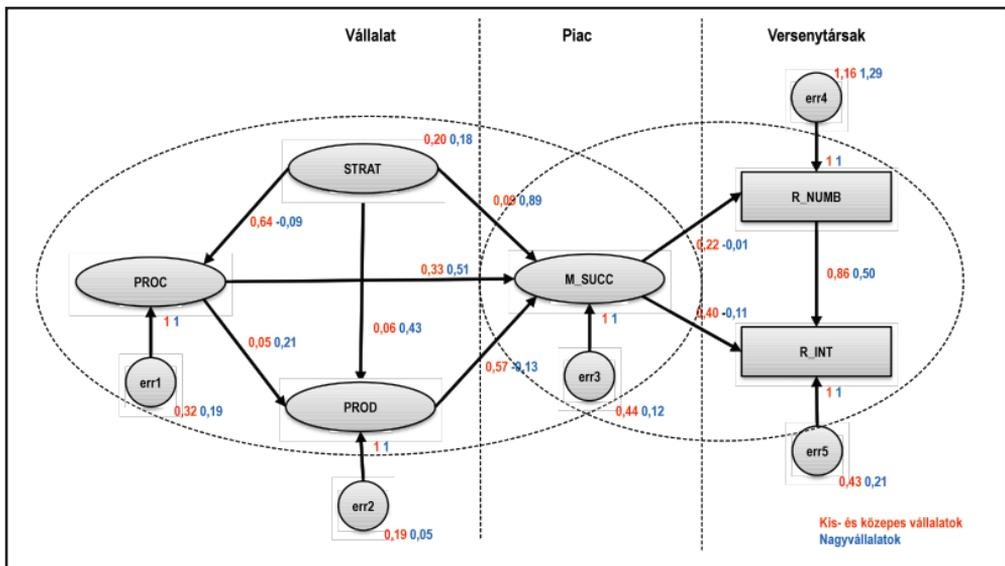 Vállalat Piac Versenytársak
1,16 1,29
err4
0,20 0,18
STRAT
1 1
R_NUMB
0,09 0,89
0,64 -0,09
0,22 -0,01
PROC
0,33 0,51
M_SUCC
0,86 0,50
1 1
0,05 0,21
0,06 0,43
1 1
0,40 -0,11
R_INT
0,57 -0,13
err1
err3
PROD
0,32 0,19
0,44 0,12
1 1
1 1
err5
err2
0,43 0,21
0,19 0,05
Kis- és közepes vállalatok
Nagyvállalatok